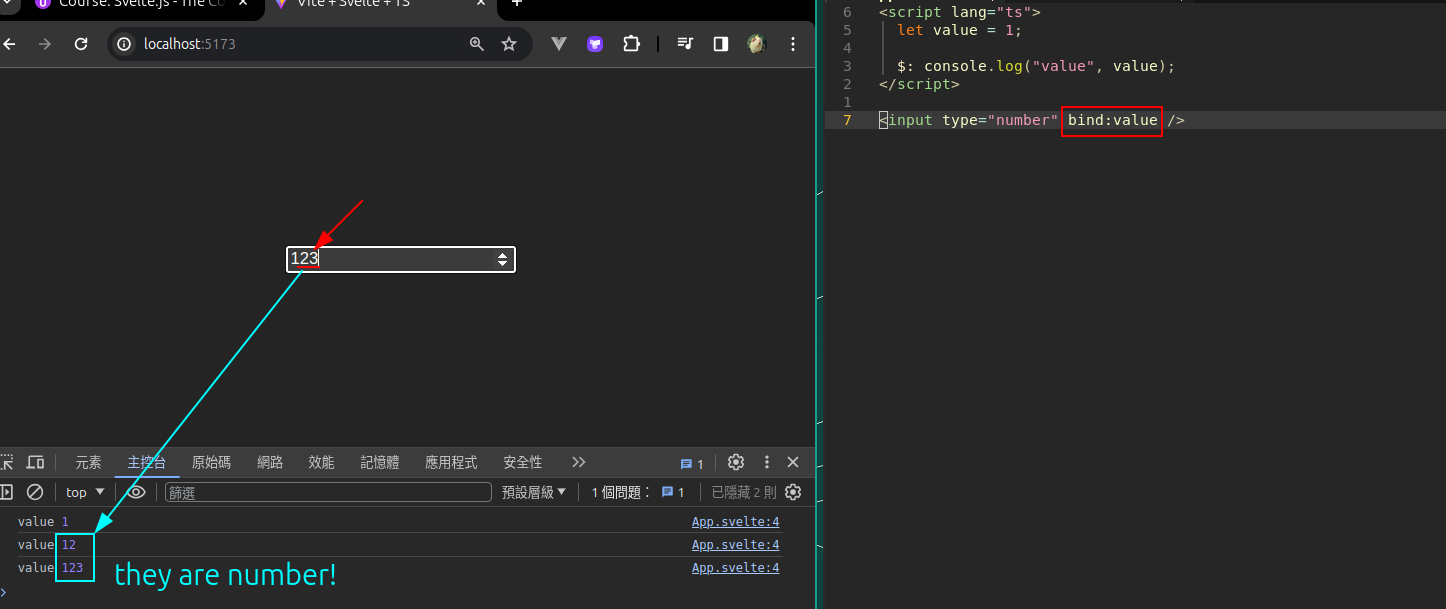 Course: Svelte.js - The Co
Vite + Svelte + TS
localhost:5173
123
元素 主控台 原始碼 網路 效能 記憶體 應用程式 安全性 1
top 篩選 預設層級 1 個問題： 1 已隱藏 2 則
value 1 App.svelte:4
value 12 App.svelte:4
value 123 App.svelte:4
they are number!
6 <script lang="ts">
5 let value = 1;
4
3 $: console.log("value", value);
2 </script>
1
7 <input type="number" bind:value />